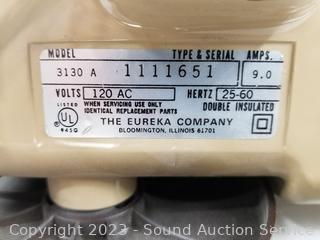 MODEL TYPE & SERIAL AMPS.
3130 A 1111651 9.0
VOLTS 120 AC HERTZ 25-60
LISTED UL WHEN SERVICING USE ONLY
IDENTICAL REPLACEMENT PARTS DOUBLE INSULATED
945G THE EUREKA COMPANY
BLOOMINGTON, ILLINOIS 61701
Copyright 2023 - Sound Auction Service